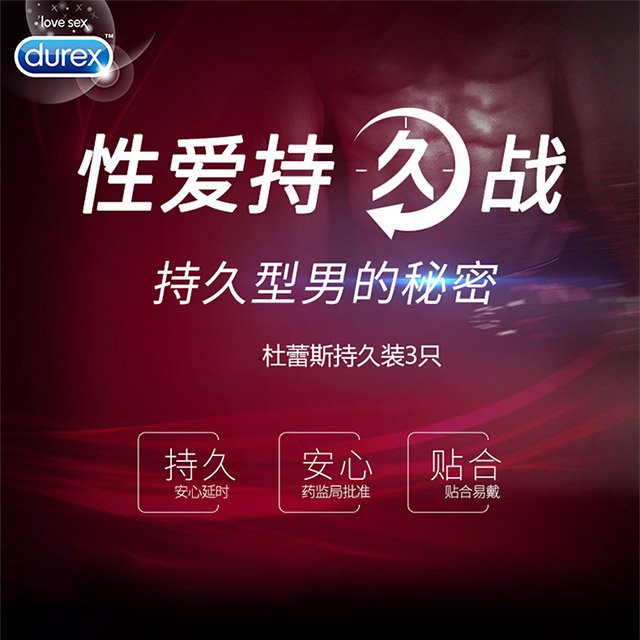 love sex
durex™
性爱持久战
持久型男的秘密
杜蕾斯持久装3只
持久 安心 贴合
安心延时 药监局批准 贴合易戴